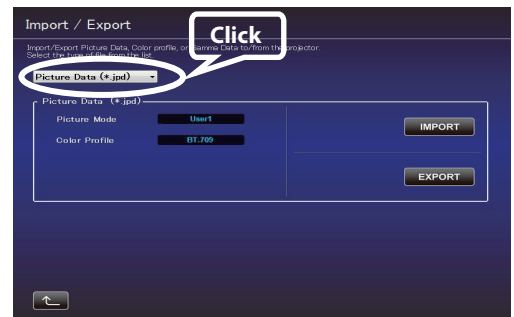 Import / Export
Click
Import/Export Picture Data, Color profile, or Gamma Data to/from the projector.
Select the type of file from the list.
Picture Data (*.jpd)
Picture Data (*.jpd)
Picture Mode User1
IMPORT
Color Profile BT.709
EXPORT